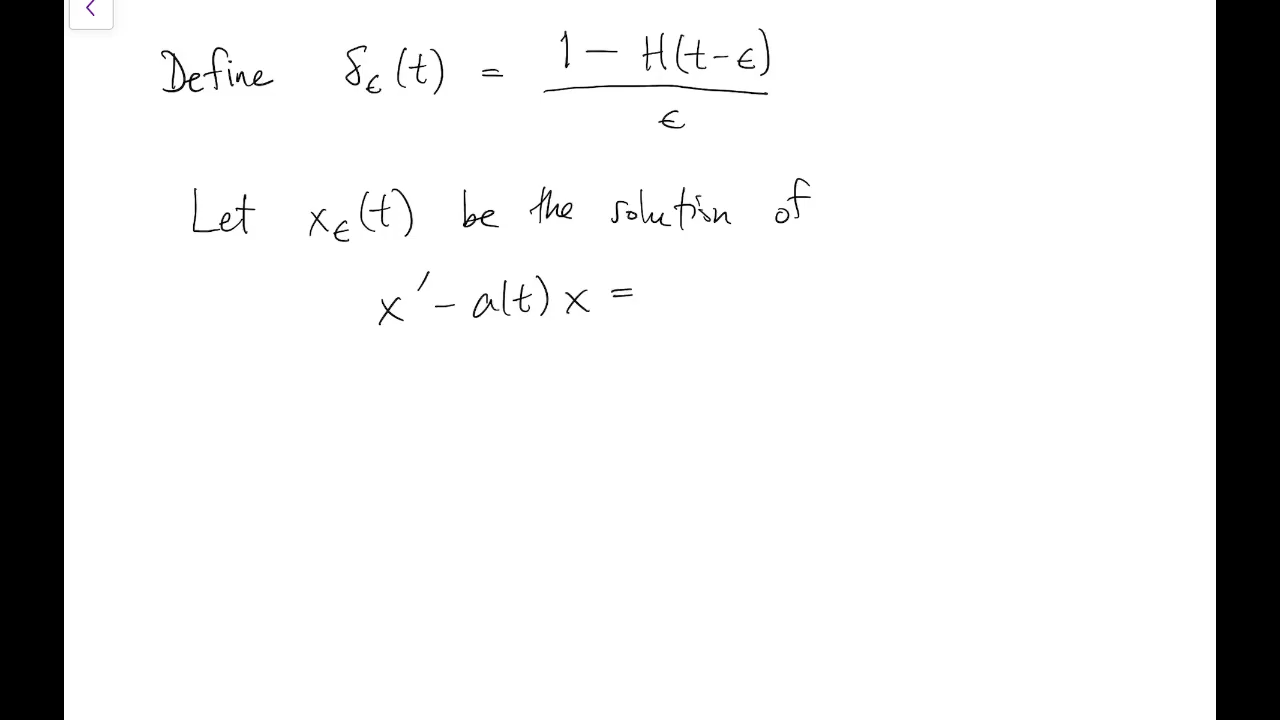 Define δ_ϵ(t) = (1 − H(t−ϵ))/ϵ
Let x_ϵ(t) be the solution of
x′ − a(t) x =